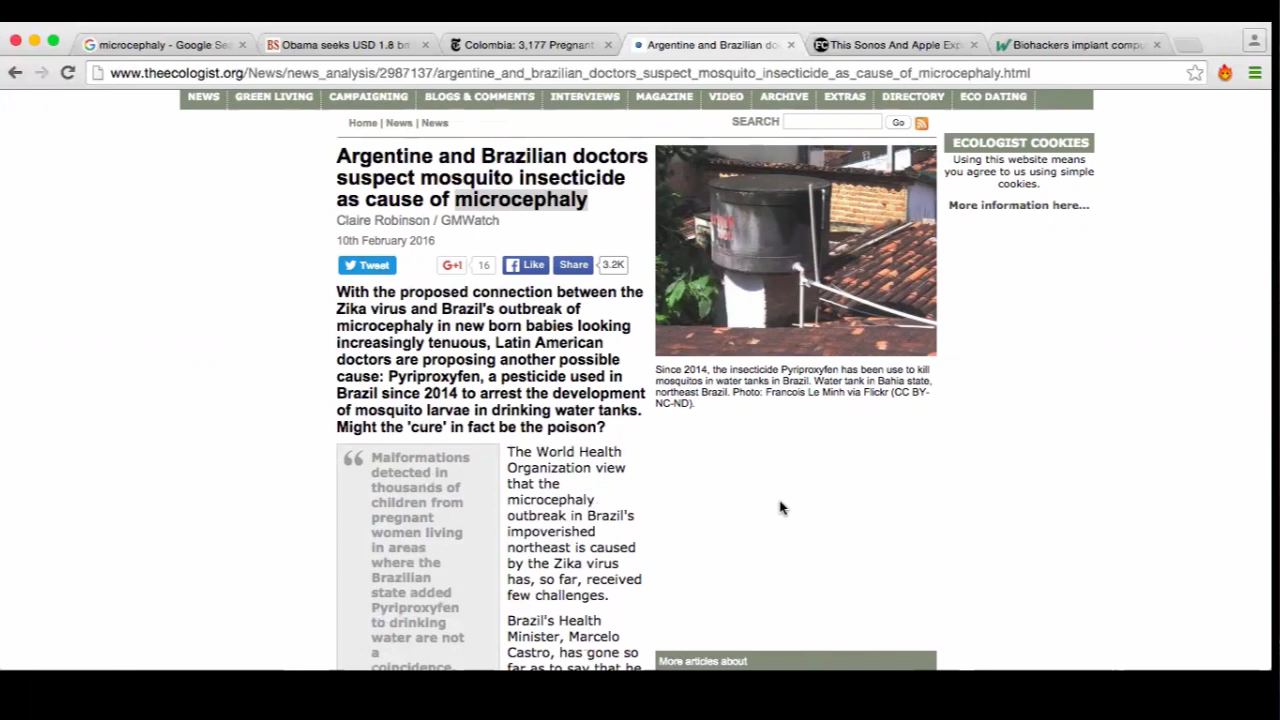 microcephaly - Google Se
BS Obama seeks USD 1.8 bn
Colombia: 3,177 Pregnant
Argentine and Brazilian do
FC This Sonos And Apple Exp
Biohackers implant compu
www.theecologist.org/News/news_analysis/2987137/argentine_and_brazilian_doctors_suspect_mosquito_insecticide_as_cause_of_microcephaly.html
NEWS GREEN LIVING CAMPAIGNING BLOGS & COMMENTS INTERVIEWS MAGAZINE VIDEO ARCHIVE EXTRAS DIRECTORY ECO DATING
Home | News | News
SEARCH Go
Argentine and Brazilian doctors
suspect mosquito insecticide
as cause of microcephaly
Claire Robinson / GMWatch
10th February 2016
Tweet G+1 16 Like Share 3.2K
With the proposed connection between the
Zika virus and Brazil's outbreak of
microcephaly in new born babies looking
increasingly tenuous, Latin American
doctors are proposing another possible
cause: Pyriproxyfen, a pesticide used in
Brazil since 2014 to arrest the development
of mosquito larvae in drinking water tanks.
Might the 'cure' in fact be the poison?
“ Malformations
detected in
thousands of
children from
pregnant
women living
in areas
where the
Brazilian
state added
Pyriproxyfen
to drinking
water are not
a
coincidence,
The World Health
Organization view
that the
microcephaly
outbreak in Brazil's
impoverished
northeast is caused
by the Zika virus
has, so far, received
few challenges.
Brazil's Health
Minister, Marcelo
Castro, has gone so
far as to say that he
Since 2014, the insecticide Pyriproxyfen has been use to kill
mosquitos in water tanks in Brazil. Water tank in Bahia state,
northeast Brazil. Photo: Francois Le Minh via Flickr (CC BY-
NC-ND).
More articles about
ECOLOGIST COOKIES
Using this website means
you agree to us using simple
cookies.
More information here...